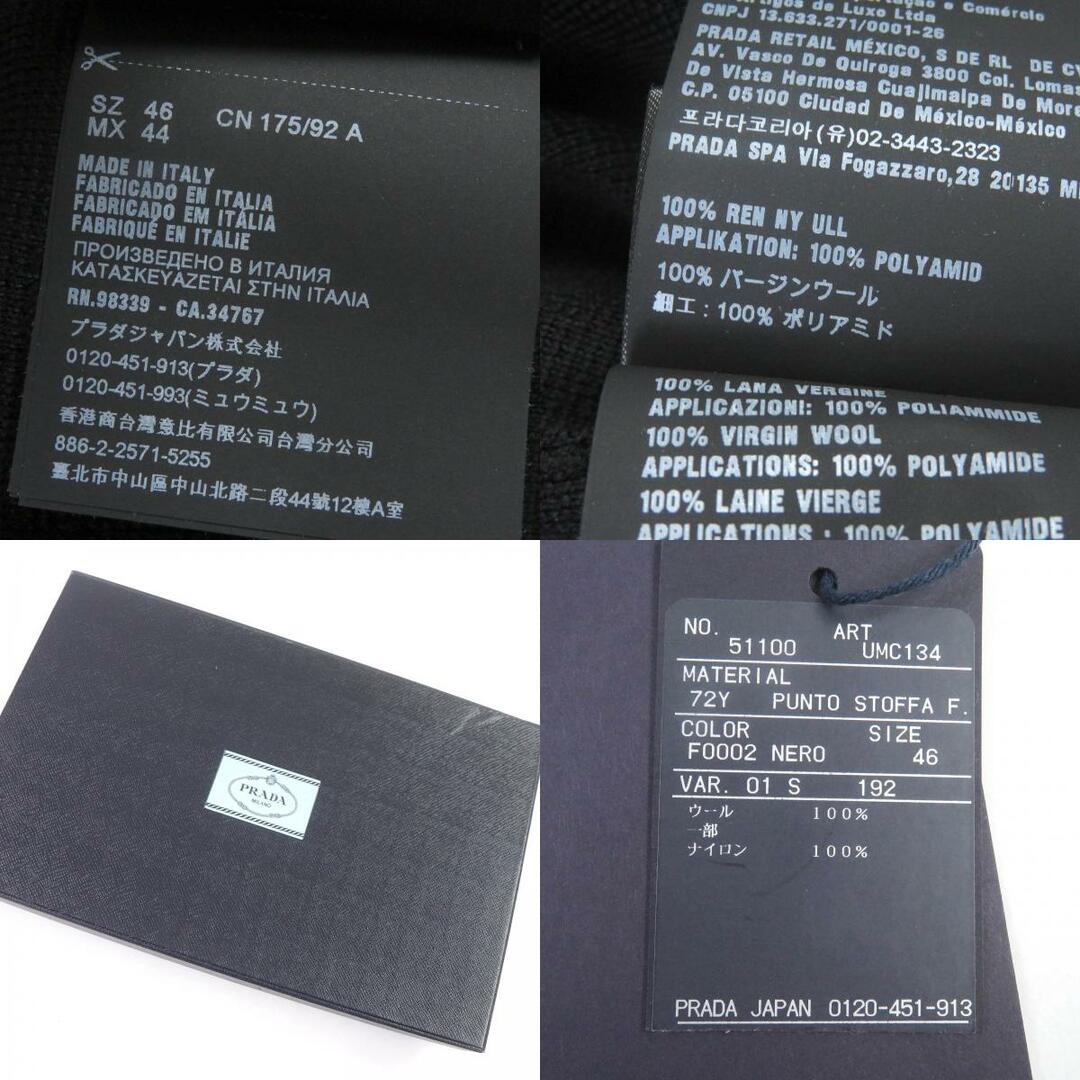 SZ 46
MX 44
CN 175/92 A
MADE IN ITALY
FABRICADO EN ITALIA
FABRICADO EM ITÁLIA
FABRIQUÉ EN ITALIE
ПРОИЗВЕДЕНО В ИТАЛИЯ
ΚΑΤΑΣΚΕΥΑΖΕΤΑΙ ΣΤΗΝ ΙΤΑΛΙΑ
RN.98339 - CA.34767
プラダジャパン株式会社
0120-451-913(プラダ)
0120-451-993(ミュウミュウ)
香港商台灣意比有限公司台灣分公司
886-2-2571-5255
臺北市中山區中山北路二段44號12樓A室
e Comércio
Artigos de Luxo Ltda
CNPJ 13.633.271/0001-26
PRADA RETAIL MÉXICO, S DE RL DE CV
AV. Vasco De Quiroga 3800 Col. Lomas
De Vista Hermosa Cuajimalpa De More
C.P. 05100 Ciudad De México-México
프라다코리아(유)02-3443-2323
PRADA SPA Via Fogazzaro,28 20135 M
100% REN NY ULL
APPLIKATION: 100% POLYAMID
100% バージンウール
細工:100% ポリアミド
100% LANA VERGINE
APPLICAZIONI: 100% POLIAMMIDE
100% VIRGIN WOOL
APPLICATIONS: 100% POLYAMIDE
100% LAINE VIERGE
APPLICATIONS : 100% POLYAMIDE
PRADA
MILANO
NO. ART
51100 UMC134
MATERIAL
72Y PUNTO STOFFA F.
COLOR SIZE
F0002 NERO 46
VAR. 01 S 192
ウール 100%
一部
ナイロン 100%
PRADA JAPAN 0120-451-913